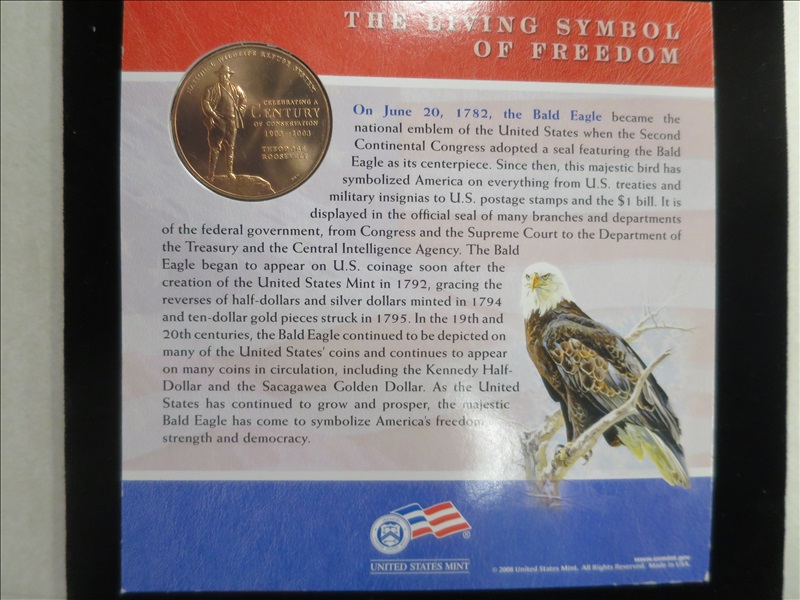 THE LIVING SYMBOL
OF FREEDOM
NATIONAL WILDLIFE REFUGE SYSTEM
CELEBRATING A
CENTURY
OF CONSERVATION
1903-2003
THEODORE
ROOSEVELT
On June 20, 1782, the Bald Eagle became the
national emblem of the United States when the Second
Continental Congress adopted a seal featuring the Bald
Eagle as its centerpiece. Since then, this majestic bird has
symbolized America on everything from U.S. treaties and
military insignias to U.S. postage stamps and the $1 bill. It is
displayed in the official seal of many branches and departments
of the federal government, from Congress and the Supreme Court to the Department of
the Treasury and the Central Intelligence Agency. The Bald
Eagle began to appear on U.S. coinage soon after the
creation of the United States Mint in 1792, gracing the
reverses of half-dollars and silver dollars minted in 1794
and ten-dollar gold pieces struck in 1795. In the 19th and
20th centuries, the Bald Eagle continued to be depicted on
many of the United States' coins and continues to appear
on many coins in circulation, including the Kennedy Half-
Dollar and the Sacagawea Golden Dollar. As the United
States has continued to grow and prosper, the majestic
Bald Eagle has come to symbolize America's freedom,
strength and democracy.
UNITED STATES MINT
www.usmint.gov
© 2008 United States Mint. All Rights Reserved. Made in U.S.A.